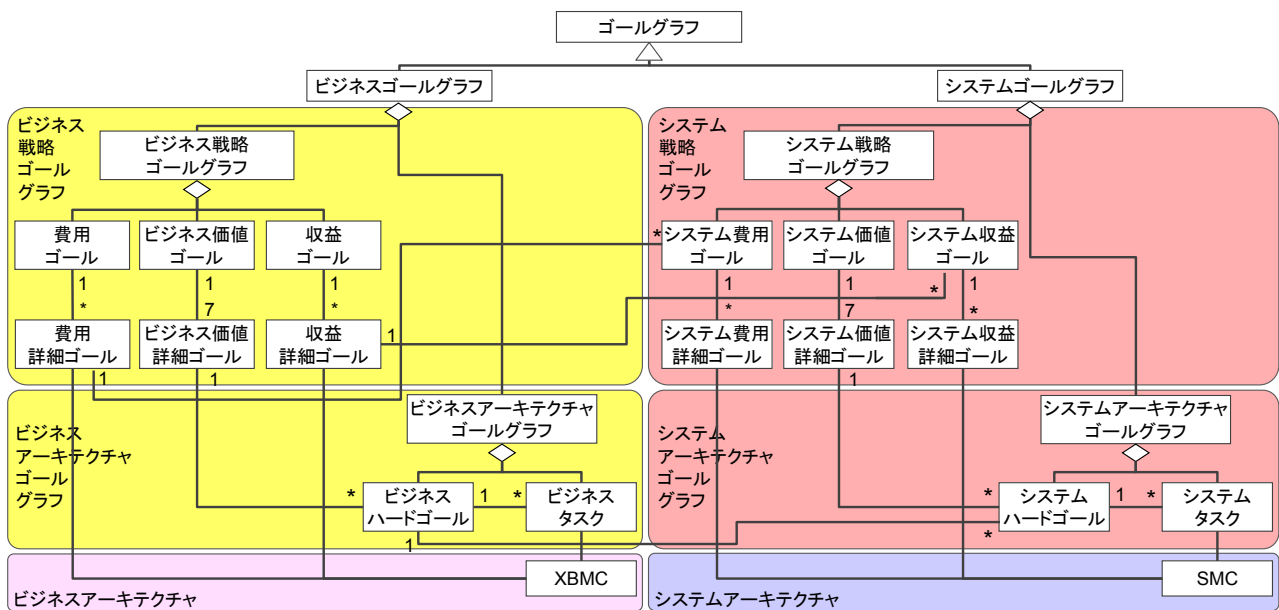 ゴールグラフ
ビジネスゴールグラフ
システムゴールグラフ
ビジネス
戦略
ゴール
グラフ
ビジネス戦略
ゴールグラフ
費用
ゴール
ビジネス価値
ゴール
収益
ゴール
1
*
1
7
1
*
費用
詳細ゴール
ビジネス価値
詳細ゴール
収益
詳細ゴール
1
1
1
システム
戦略
ゴール
グラフ
システム戦略
ゴールグラフ
*
システム費用
ゴール
システム価値
ゴール
システム収益
ゴール
1
*
1
7
*
1
*
システム費用
詳細ゴール
システム価値
詳細ゴール
システム収益
詳細ゴール
1
ビジネス
アーキテクチャ
ゴール
グラフ
ビジネスアーキテクチャ
ゴールグラフ
*
ビジネス
ハードゴール
1
*
ビジネス
タスク
1
システム
アーキテクチャ
ゴール
グラフ
システムアーキテクチャ
ゴールグラフ
*
システム
ハードゴール
1
*
システム
タスク
*
XBMC
ビジネスアーキテクチャ
SMC
システムアーキテクチャ